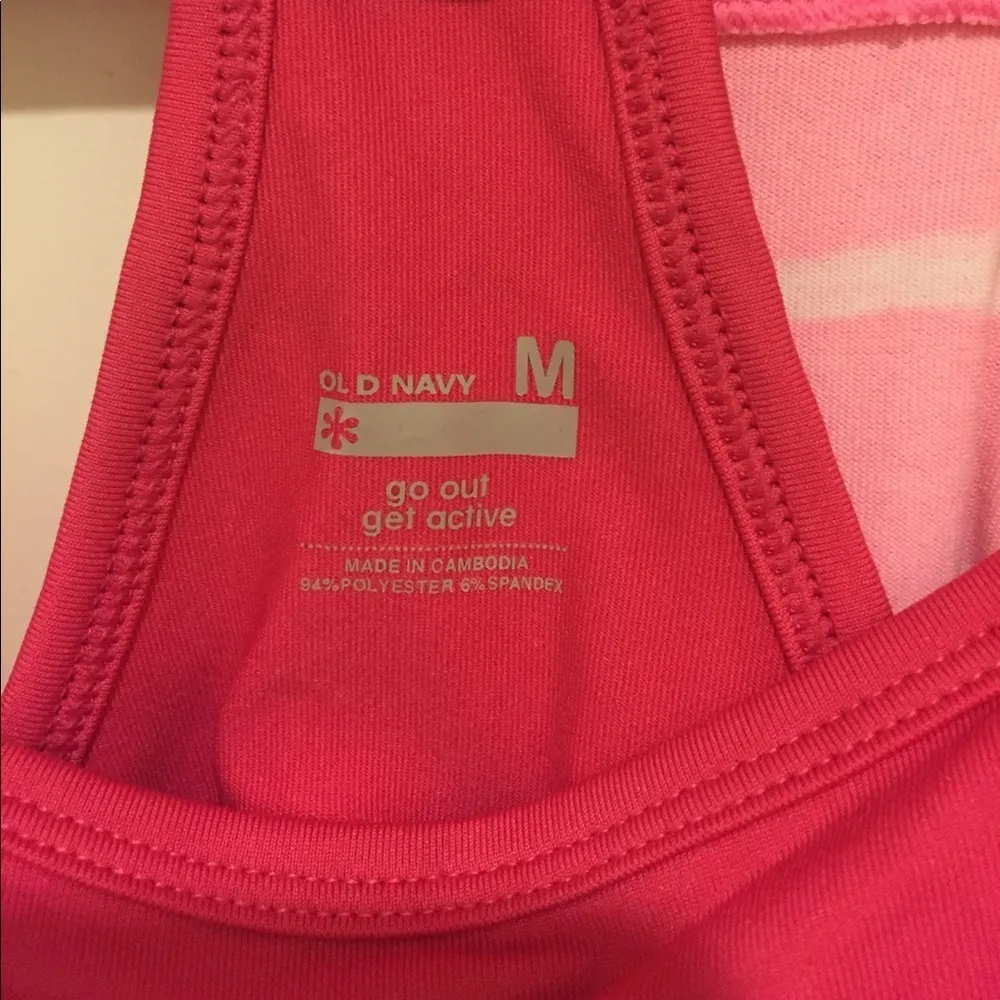 OLD NAVY M
go out
get active
MADE IN CAMBODIA
94% POLYESTER 6% SPANDEX